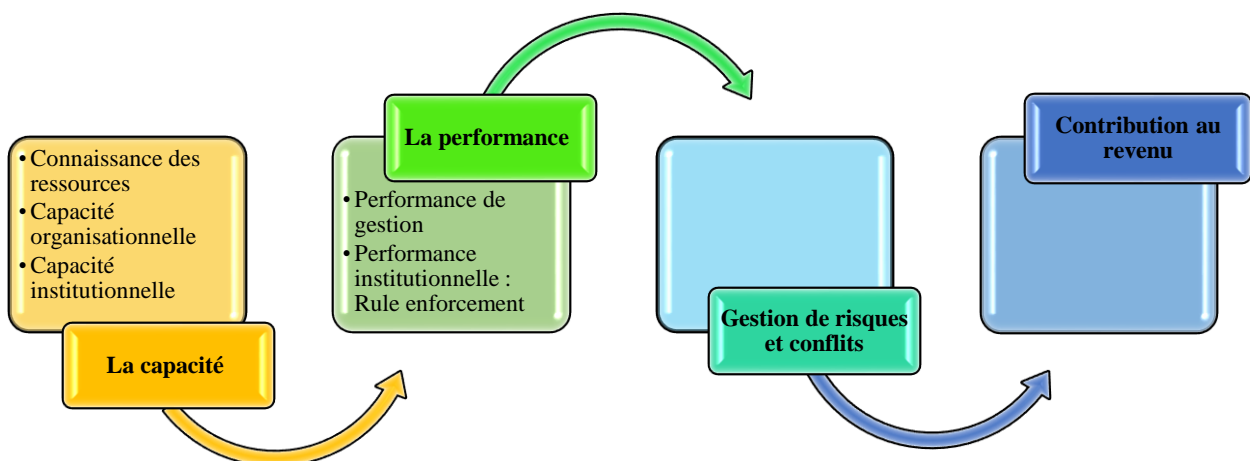 • Connaissance des
ressources
• Capacité
organisationnelle
• Capacité
institutionnelle
La capacité
La performance
• Performance de
gestion
• Performance
institutionnelle :
Rule enforcement
Gestion de risques
et conflits
Contribution au
revenu